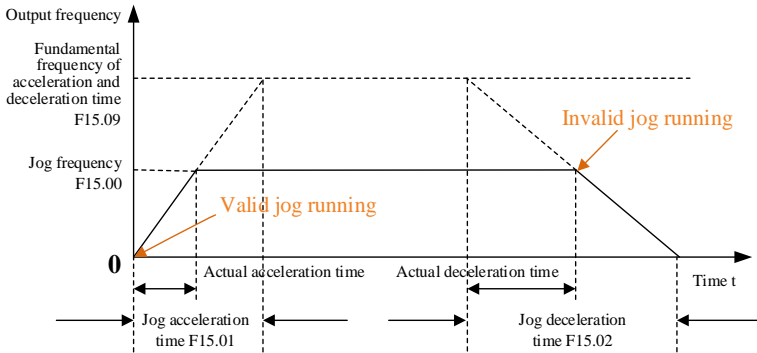 Output frequency
Fundamental
frequency of
acceleration and
deceleration time
F15.09
Invalid jog running
Jog frequency
F15.00
Valid jog running
0
Actual acceleration time
Actual deceleration time
Time t
Jog acceleration
time F15.01
Jog deceleration
time F15.02